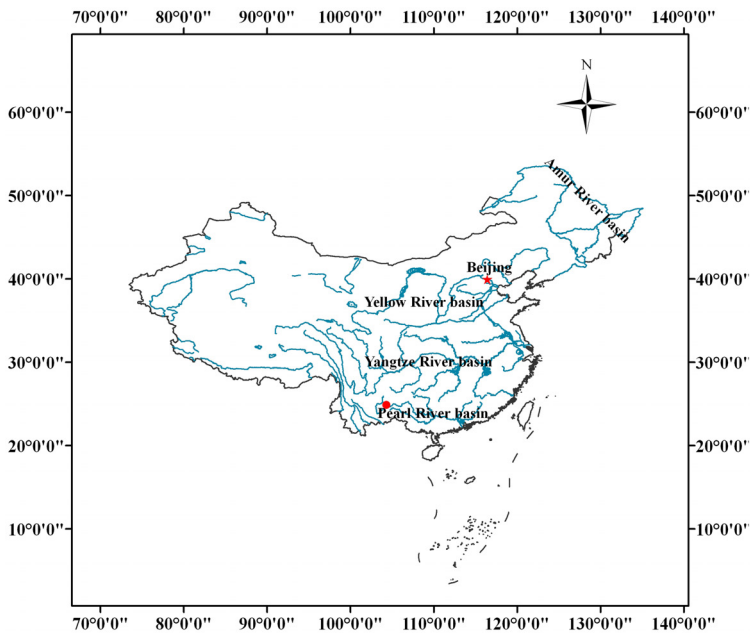 70°0'0" 80°0'0" 90°0'0" 100°0'0" 110°0'0" 120°0'0" 130°0'0" 140°0'0"
N
60°0'0" 60°0'0"
Amur River basin
50°0'0" 50°0'0"
Beijing
40°0'0" 40°0'0"
Yellow River basin
Yangtze River basin
30°0'0" 30°0'0"
Pearl River basin
20°0'0" 20°0'0"
10°0'0" 10°0'0"
70°0'0" 80°0'0" 90°0'0" 100°0'0" 110°0'0" 120°0'0" 130°0'0" 140°0'0"